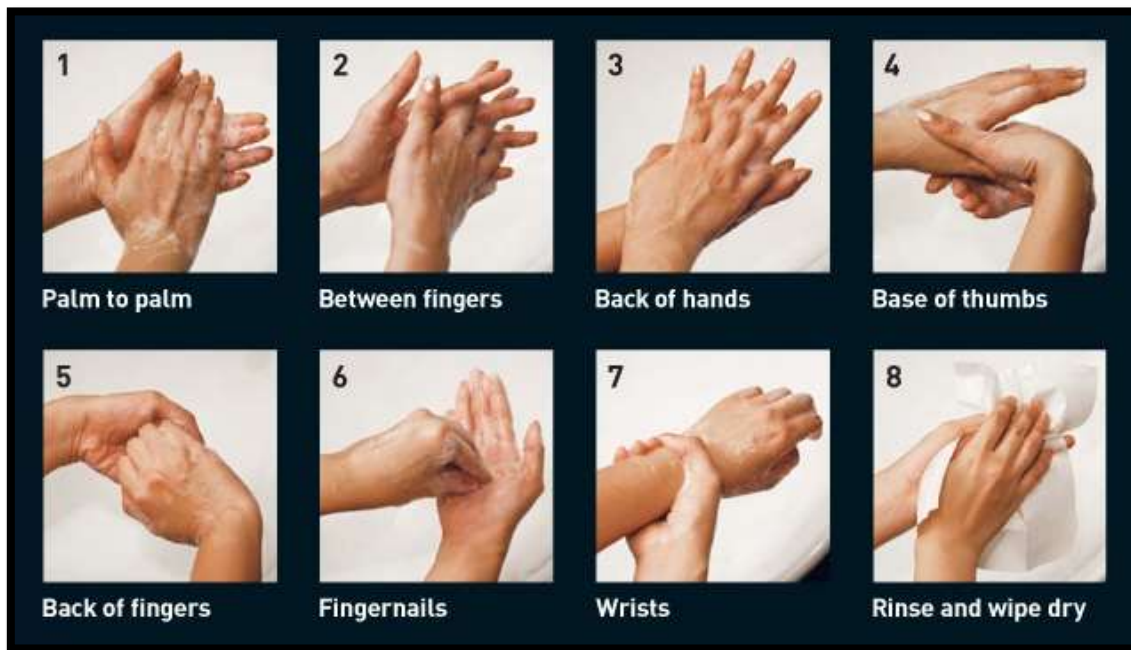 1
2
3
4
Palm to palm
Between fingers
Back of hands
Base of thumbs
5
6
7
8
Back of fingers
Fingernails
Wrists
Rinse and wipe dry